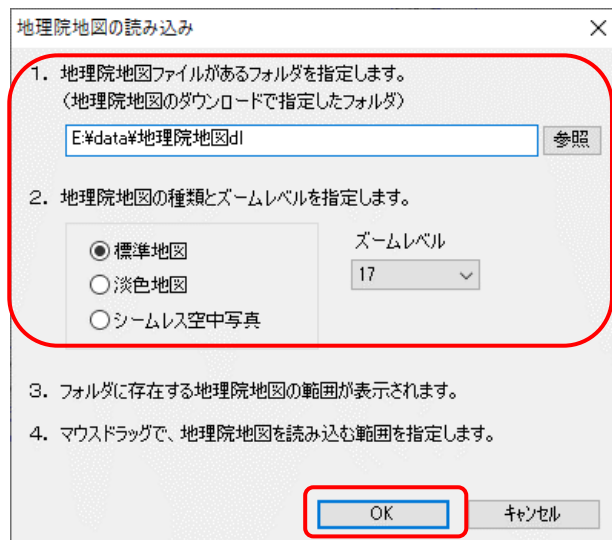 地理院地図の読み込み
1. 地理院地図ファイルがあるフォルダを指定します。
(地理院地図のダウンロードで指定したフォルダ)
E:¥data¥地理院地図dl
参照
2. 地理院地図の種類とズームレベルを指定します。
標準地図
淡色地図
シームレス空中写真
ズームレベル
17
3. フォルダに存在する地理院地図の範囲が表示されます。
4. マウスドラッグで、地理院地図を読み込む範囲を指定します。
OK
キャンセル